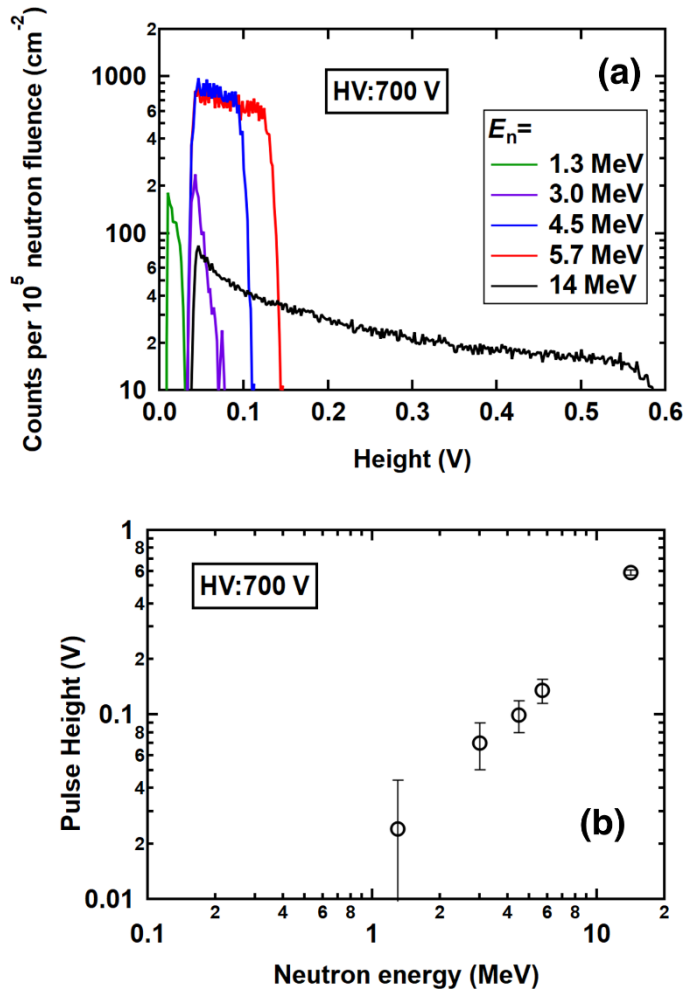 2
(a)
1000
8
6
4
2
100
8
6
4
2
10
Counts per 10⁵ neutron fluence (cm⁻²)
HV:700 V
Eₙ=
1.3 MeV
3.0 MeV
4.5 MeV
5.7 MeV
14 MeV
0.0 0.1 0.2 0.3 0.4 0.5 0.6
Height (V)
1
8
6
4
2
0.1
8
6
4
2
0.01
Pulse Height (V)
HV:700 V
(b)
0.1 2 4 6 8 1 2 4 6 8 10 2
Neutron energy (MeV)